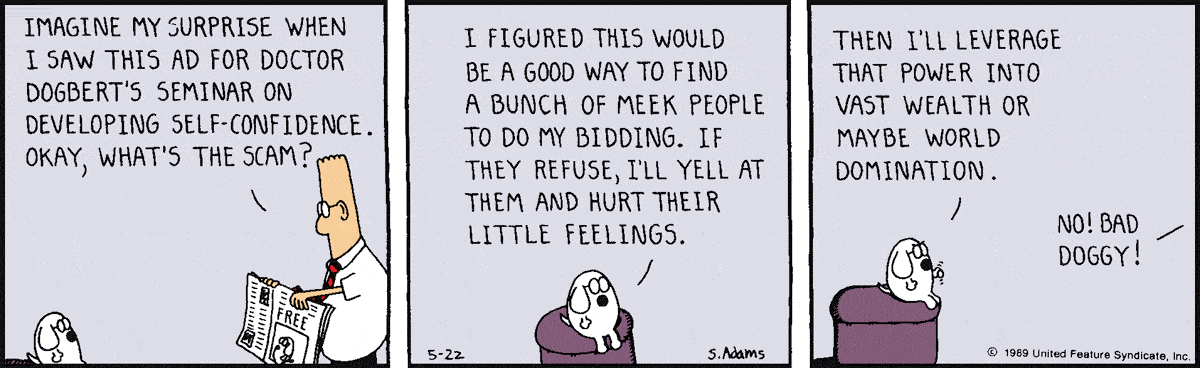 IMAGINE MY SURPRISE WHEN
I SAW THIS AD FOR DOCTOR
DOGBERT'S SEMINAR ON
DEVELOPING SELF-CONFIDENCE.
OKAY, WHAT'S THE SCAM?
FREE
I FIGURED THIS WOULD
BE A GOOD WAY TO FIND
A BUNCH OF MEEK PEOPLE
TO DO MY BIDDING. IF
THEY REFUSE, I'LL YELL AT
THEM AND HURT THEIR
LITTLE FEELINGS.
5-22
S.Adams
THEN I'LL LEVERAGE
THAT POWER INTO
VAST WEALTH OR
MAYBE WORLD
DOMINATION.
NO! BAD
DOGGY!
© 1989 United Feature Syndicate, Inc.